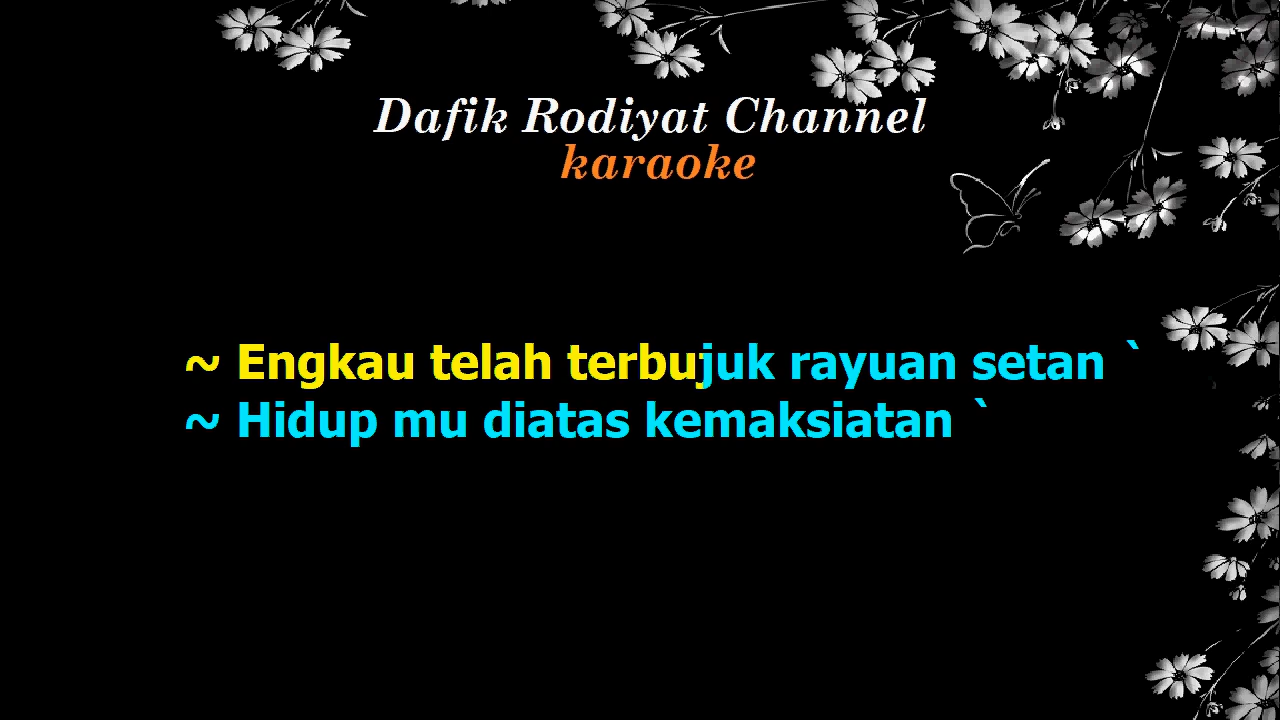 Dafik Rodiyat Channel
karaoke
~ Engkau telah terbujuk rayuan setan `
~ Hidup mu diatas kemaksiatan `